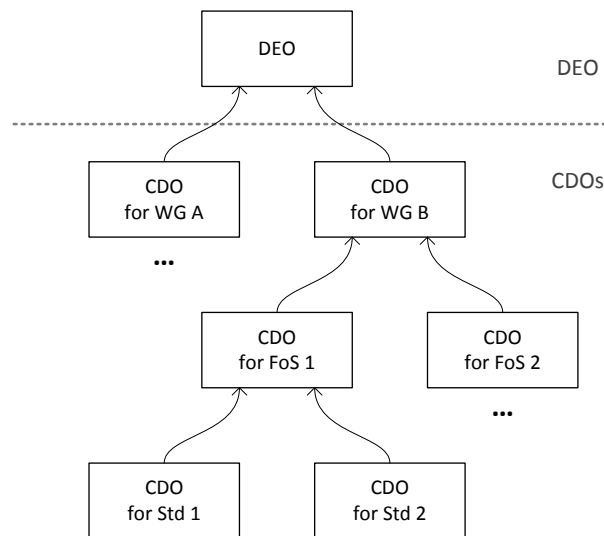 DEO
DEO
CDO
for WG A
CDO
for WG B
CDOs
...
CDO
for FoS 1
CDO
for FoS 2
...
CDO
for Std 1
CDO
for Std 2